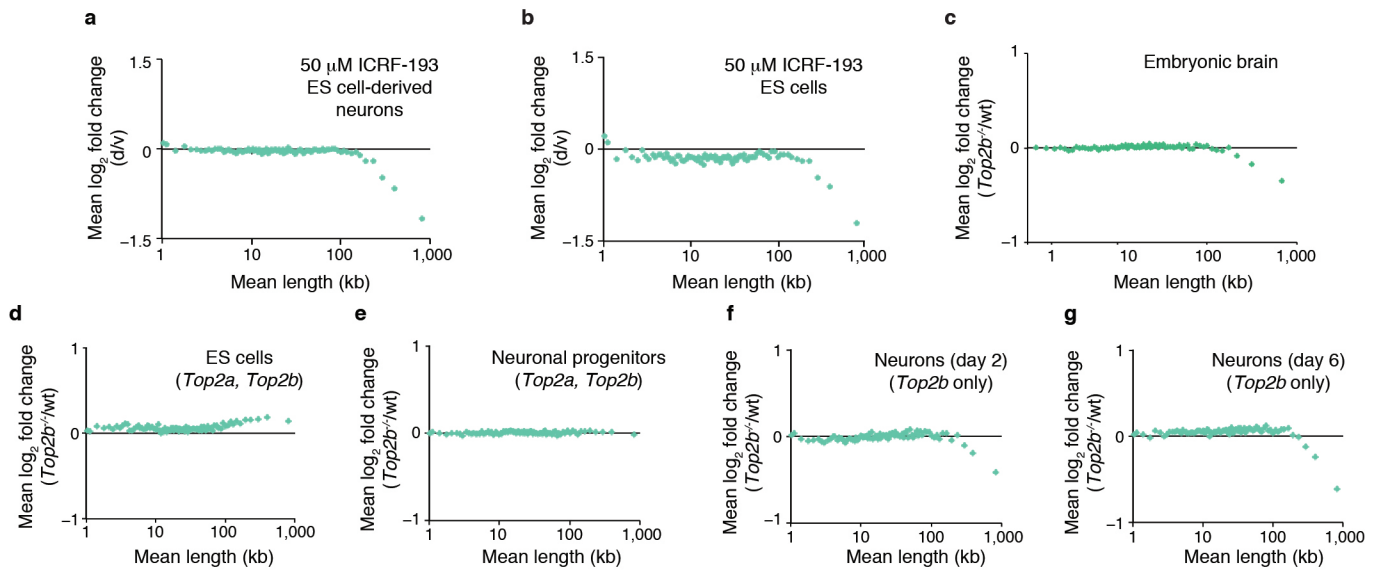 a
Mean log2 fold change
(d/v)
1.5
0
–1.5
50 μM ICRF-193
ES cell-derived
neurons
1
10
100
1,000
Mean length (kb)
b
Mean log2 fold change
(d/v)
1.5
0
–1.5
50 μM ICRF-193
ES cells
1
10
100
1,000
Mean length (kb)
c
Mean log2 fold change
(Top2b-/-/wt)
1
0
–1
Embryonic brain
1
10
100
1,000
Mean length (kb)
d
Mean log2 fold change
(Top2b-/-/wt)
1
0
–1
ES cells
(Top2a, Top2b)
1
10
100
1,000
Mean length (kb)
e
Mean log2 fold change
(Top2b-/-/wt)
1
0
–1
Neuronal progenitors
(Top2a, Top2b)
1
10
100
1,000
Mean length (kb)
f
Mean log2 fold change
(Top2b-/-/wt)
1
0
–1
Neurons (day 2)
(Top2b only)
1
10
100
1,000
Mean length (kb)
g
Mean log2 fold change
(Top2b-/-/wt)
1
0
–1
Neurons (day 6)
(Top2b only)
1
10
100
1,000
Mean length (kb)